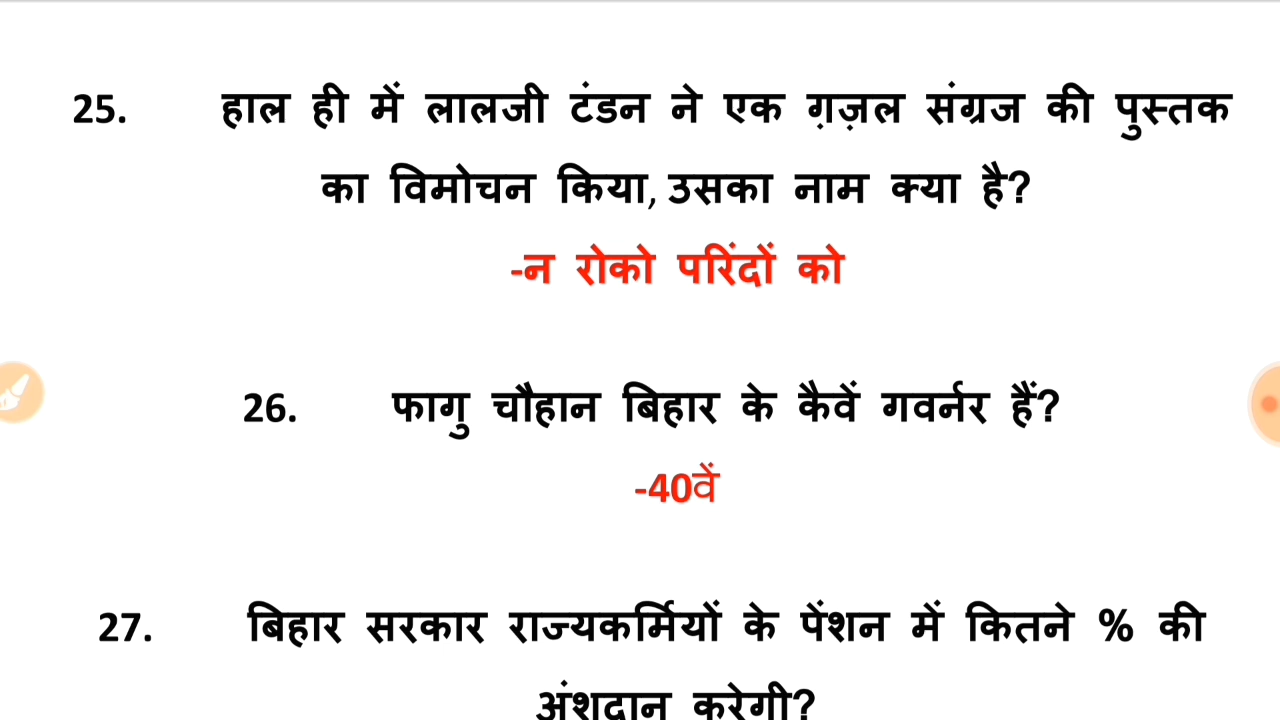 25. हाल ही में लालजी टंडन ने एक ग़ज़ल संग्रज की पुस्तक
का विमोचन किया, उसका नाम क्या है?
-न रोको परिंदों को
26. फागु चौहान बिहार के कैवें गवर्नर हैं?
-40वें
27. बिहार सरकार राज्यकर्मियों के पेंशन में कितने % की
अंशदान करेगी?